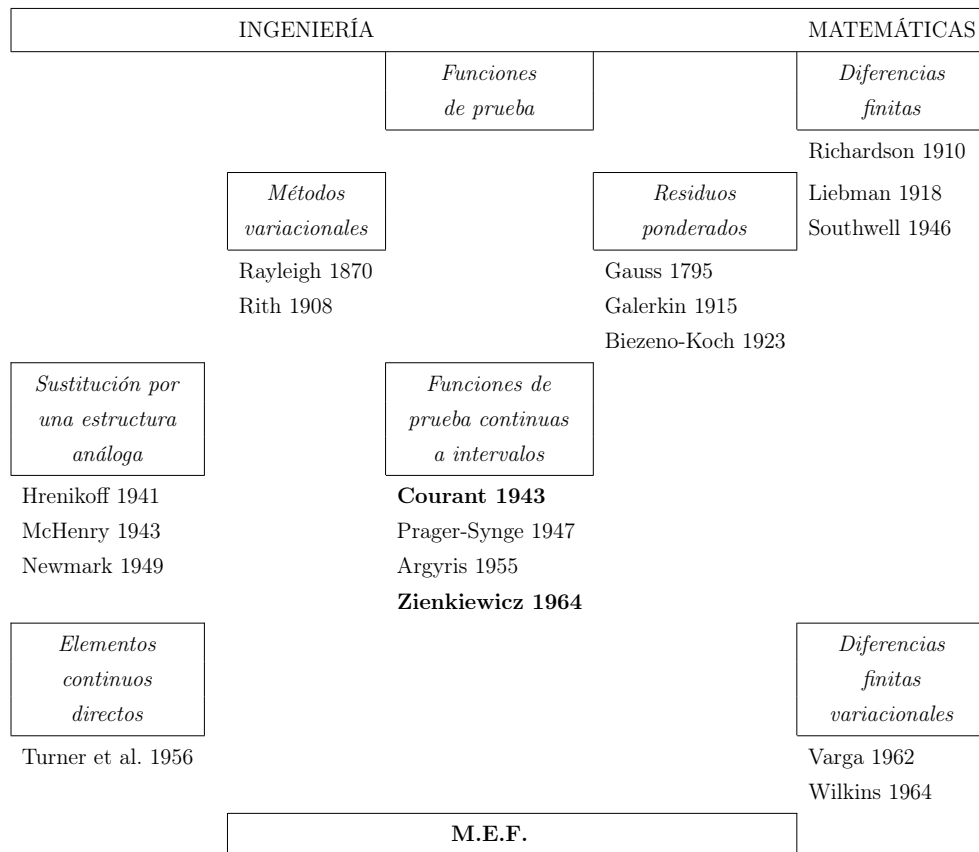 INGENIERÍA MATEMÁTICAS
Funciones
de prueba
Diferencias
finitas
Richardson 1910
Liebman 1918
Southwell 1946
Métodos
variacionales
Rayleigh 1870
Rith 1908
Residuos
ponderados
Gauss 1795
Galerkin 1915
Biezeno-Koch 1923
Sustitución por
una estructura
análoga
Hrenikoff 1941
McHenry 1943
Newmark 1949
Funciones de
prueba continuas
a intervalos
Courant 1943
Prager-Synge 1947
Argyris 1955
Zienkiewicz 1964
Elementos
continuos
directos
Turner et al. 1956
Diferencias
finitas
variacionales
Varga 1962
Wilkins 1964
M.E.F.